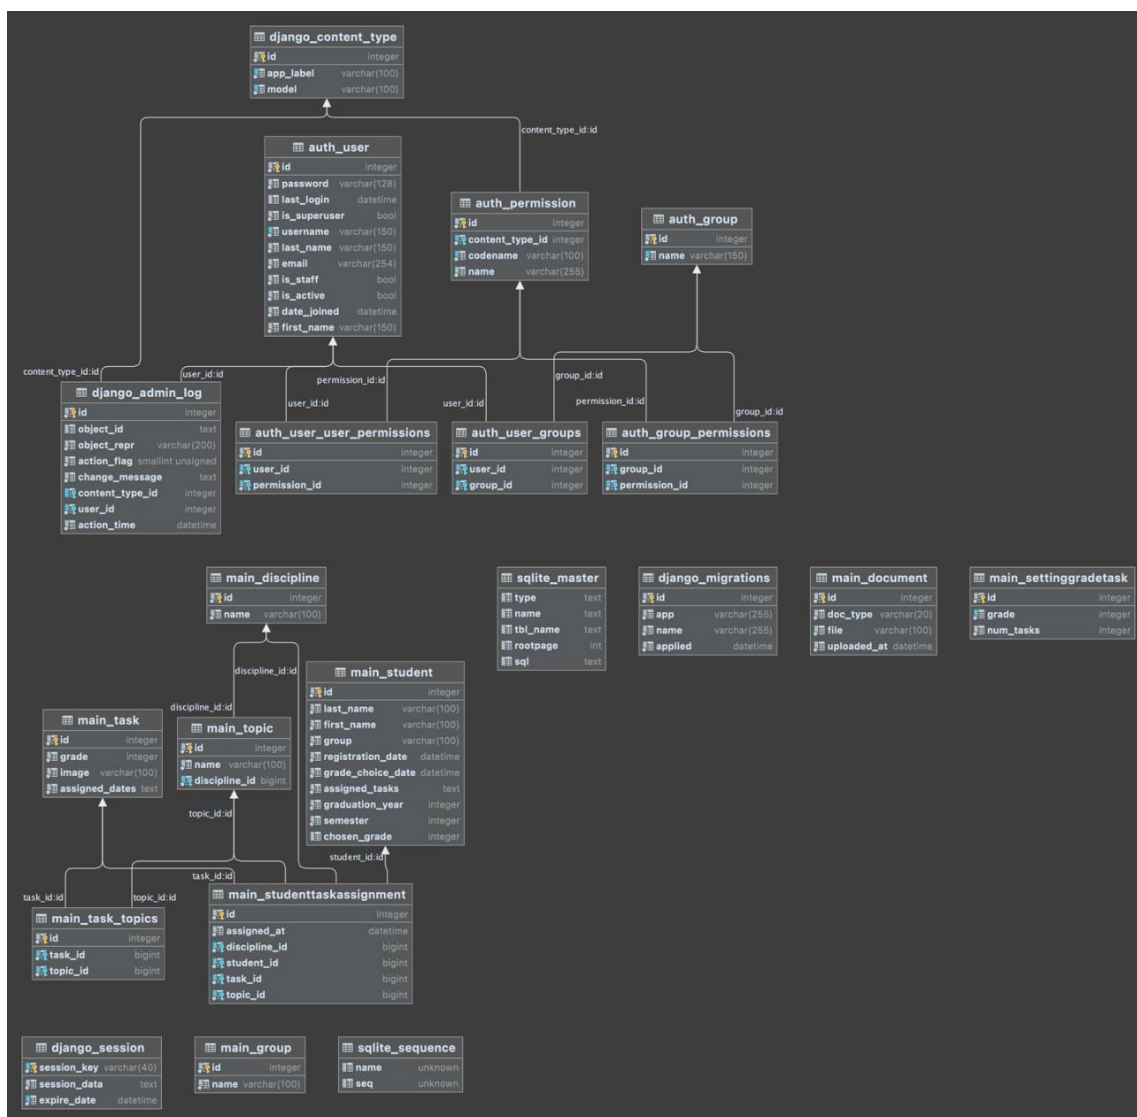 django_content_type
id integer
app_label varchar(100)
model varchar(100)
content_type_id:id
auth_user
id integer
password varchar(128)
last_login datetime
is_superuser bool
username varchar(150)
last_name varchar(150)
email varchar(254)
is_staff bool
is_active bool
date_joined datetime
first_name varchar(150)
auth_permission
id integer
content_type_id integer
codename varchar(100)
name varchar(255)
auth_group
id integer
name varchar(150)
content_type_id:id
user_id:id
permission_id:id
user_id:id
user_id:id
group_id:id
permission_id:id
group_id:id
django_admin_log
id integer
object_id text
object_repr varchar(200)
action_flag smallint unsigned
change_message text
content_type_id integer
user_id integer
action_time datetime
auth_user_user_permissions
id integer
user_id integer
permission_id integer
auth_user_groups
id integer
user_id integer
group_id integer
auth_group_permissions
id integer
group_id integer
permission_id integer
main_discipline
id integer
name varchar(100)
sqlite_master
type text
name text
tbl_name text
rootpage int
sql text
django_migrations
id integer
app varchar(255)
name varchar(255)
applied datetime
main_document
id integer
doc_type varchar(20)
file varchar(100)
uploaded_at datetime
main_settinggradetask
id integer
grade integer
num_tasks integer
discipline_id:id
discipline_id:id
main_student
id integer
last_name varchar(100)
first_name varchar(100)
group varchar(100)
registration_date datetime
grade_choice_date datetime
assigned_tasks text
graduation_year integer
semester integer
chosen_grade integer
main_task
id integer
grade integer
image varchar(100)
assigned_dates text
main_topic
id integer
name varchar(100)
discipline_id bigint
topic_id:id
student_id:id
task_id:id
task_id:id
topic_id:id
main_task_topics
id integer
task_id bigint
topic_id bigint
main_studenttaskassignment
id integer
assigned_at datetime
discipline_id bigint
student_id bigint
task_id bigint
topic_id bigint
django_session
session_key varchar(40)
session_data text
expire_date datetime
main_group
id integer
name varchar(100)
sqlite_sequence
name unknown
seq unknown